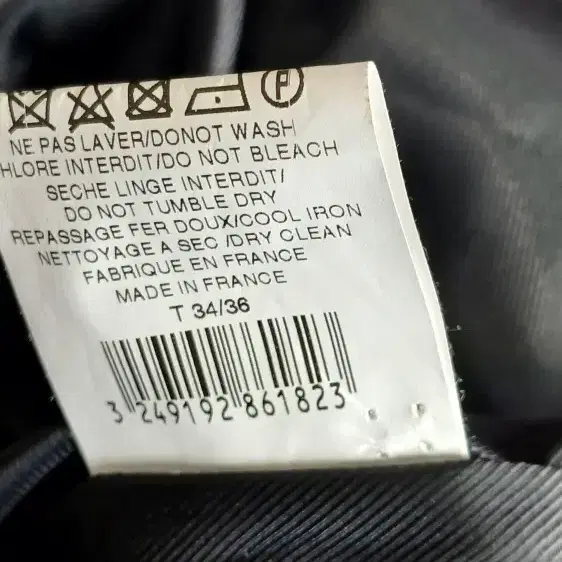 P
NE PAS LAVER/DONOT WASH
HLORE INTERDIT/DO NOT BLEACH
SECHE LINGE INTERDIT/
DO NOT TUMBLE DRY
REPASSAGE FER DOUX/COOL IRON
NETTOYAGE A SEC /DRY CLEAN
FABRIQUE EN FRANCE
MADE IN FRANCE
T 34/36
3 249192 861823